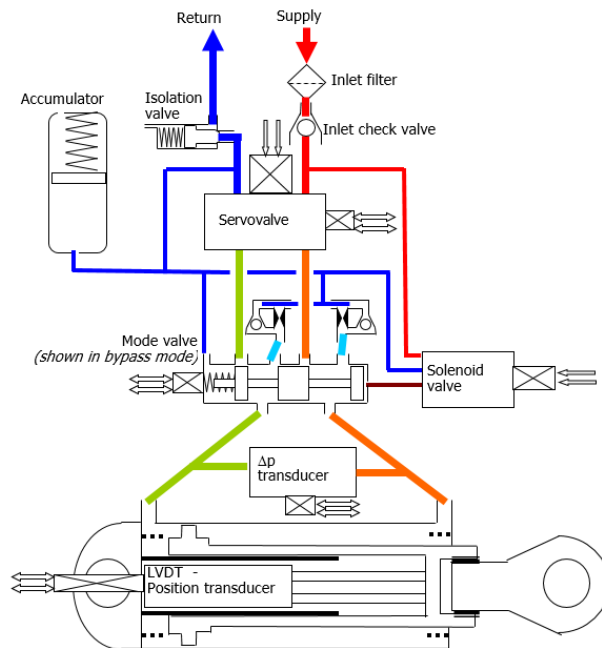 Return
Supply
Inlet filter
Isolation
valve
Accumulator
Inlet check valve
Servovalve
Mode valve
(shown in bypass mode)
Solenoid
valve
Δp
transducer
LVDT -
Position transducer